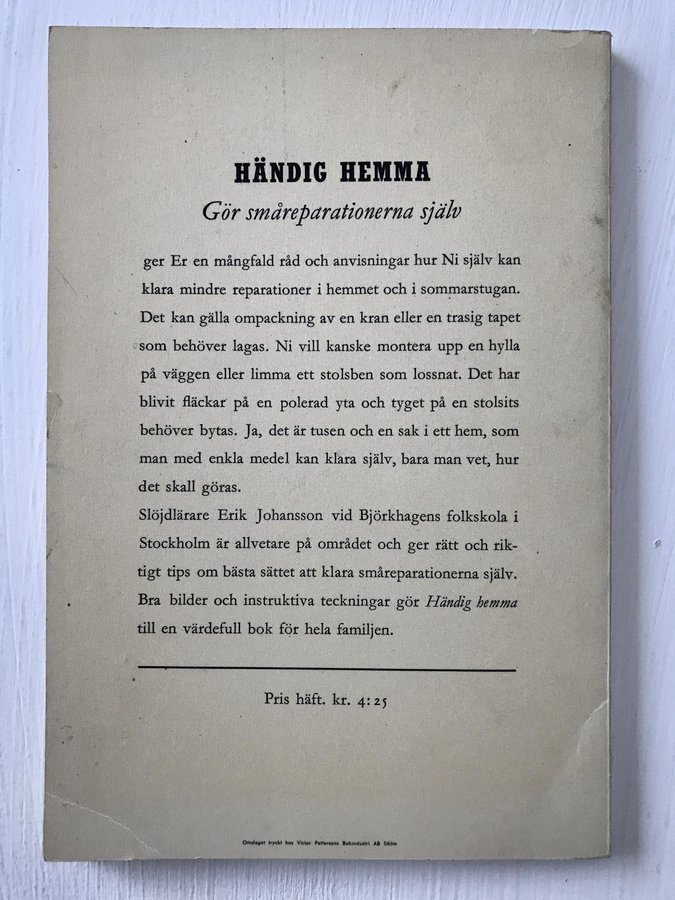 HÄNDIG HEMMA
Gör småreparationerna själv
ger Er en mångfald råd och anvisningar hur Ni själv kan
klara mindre reparationer i hemmet och i sommarstugan.
Det kan gälla ompackning av en kran eller en trasig tapet
som behöver lagas. Ni vill kanske montera upp en hylla
på väggen eller limma ett stolsben som lossnat. Det har
blivit fläckar på en polerad yta och tyget på en stolsits
behöver bytas. Ja, det är tusen och en sak i ett hem, som
man med enkla medel kan klara själv, bara man vet, hur
det skall göras.
Slöjdlärare Erik Johansson vid Björkhagens folkskola i
Stockholm är allvetare på området och ger rätt och rik-
tigt tips om bästa sättet att klara småreparationerna själv.
Bra bilder och instruktiva teckningar gör Händig hemma
till en värdefull bok för hela familjen.
Pris häft. kr. 4:25
Omslaget tryckt hos Victor Pettersons Bokindustri AB Sthlm